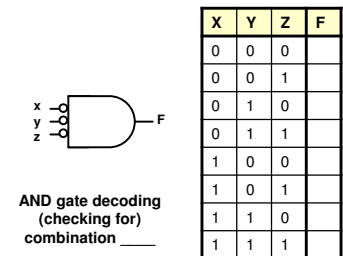 X Y Z F
0 0 0
0 0 1
0 1 0
0 1 1
1 0 0
1 0 1
1 1 0
1 1 1
x
y F
z
AND gate decoding
(checking for)
combination ____